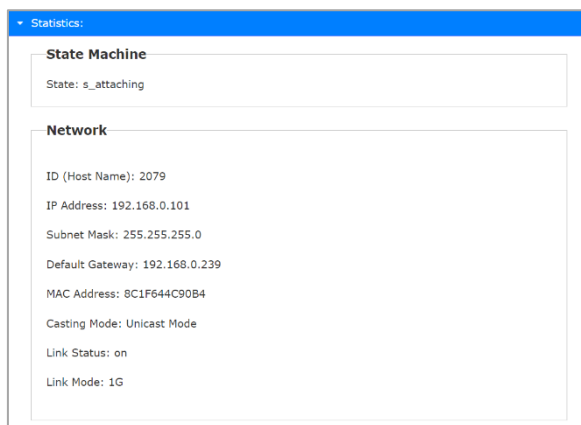 Statistics:
State Machine
State: s_attaching
Network
ID (Host Name): 2079
IP Address: 192.168.0.101
Subnet Mask: 255.255.255.0
Default Gateway: 192.168.0.239
MAC Address: 8C1F644C90B4
Casting Mode: Unicast Mode
Link Status: on
Link Mode: 1G